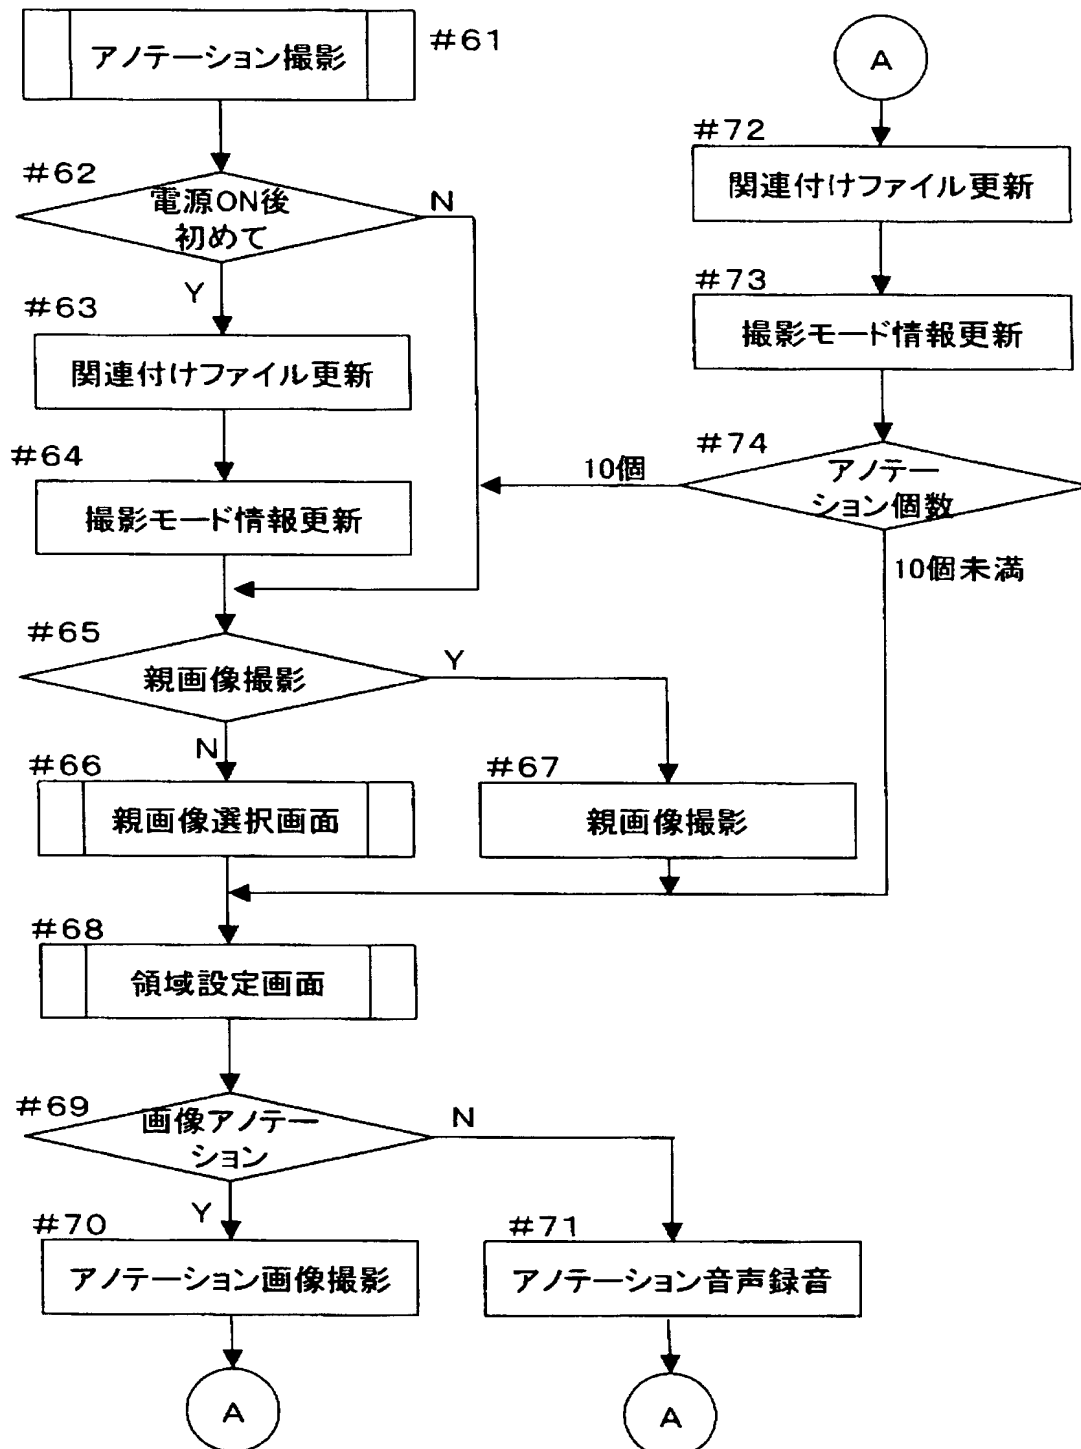 アノテーション撮影
#61
#62
電源ON後
初めて
N
Y
#63
関連付けファイル更新
#64
撮影モード情報更新
#65
親画像撮影
Y
N
#66
親画像選択画面
#67
親画像撮影
#68
領域設定画面
#69
画像アノテー
ション
N
Y
#70
アノテーション画像撮影
#71
アノテーション音声録音
A
A
A
#72
関連付けファイル更新
#73
撮影モード情報更新
#74
アノテー
ション個数
10個
10個未満